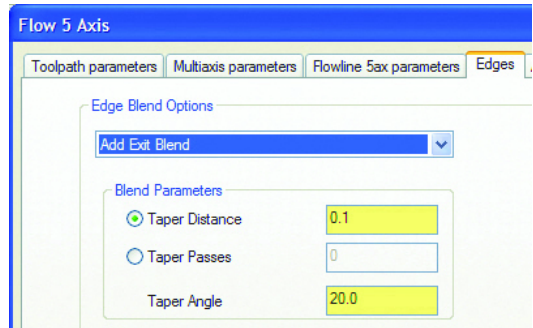 Flow 5 Axis
Toolpath parameters Multiaxis parameters Flowline 5ax parameters Edges
Edge Blend Options
Add Exit Blend
Blend Parameters
Taper Distance 0.1
Taper Passes 0
Taper Angle 20.0